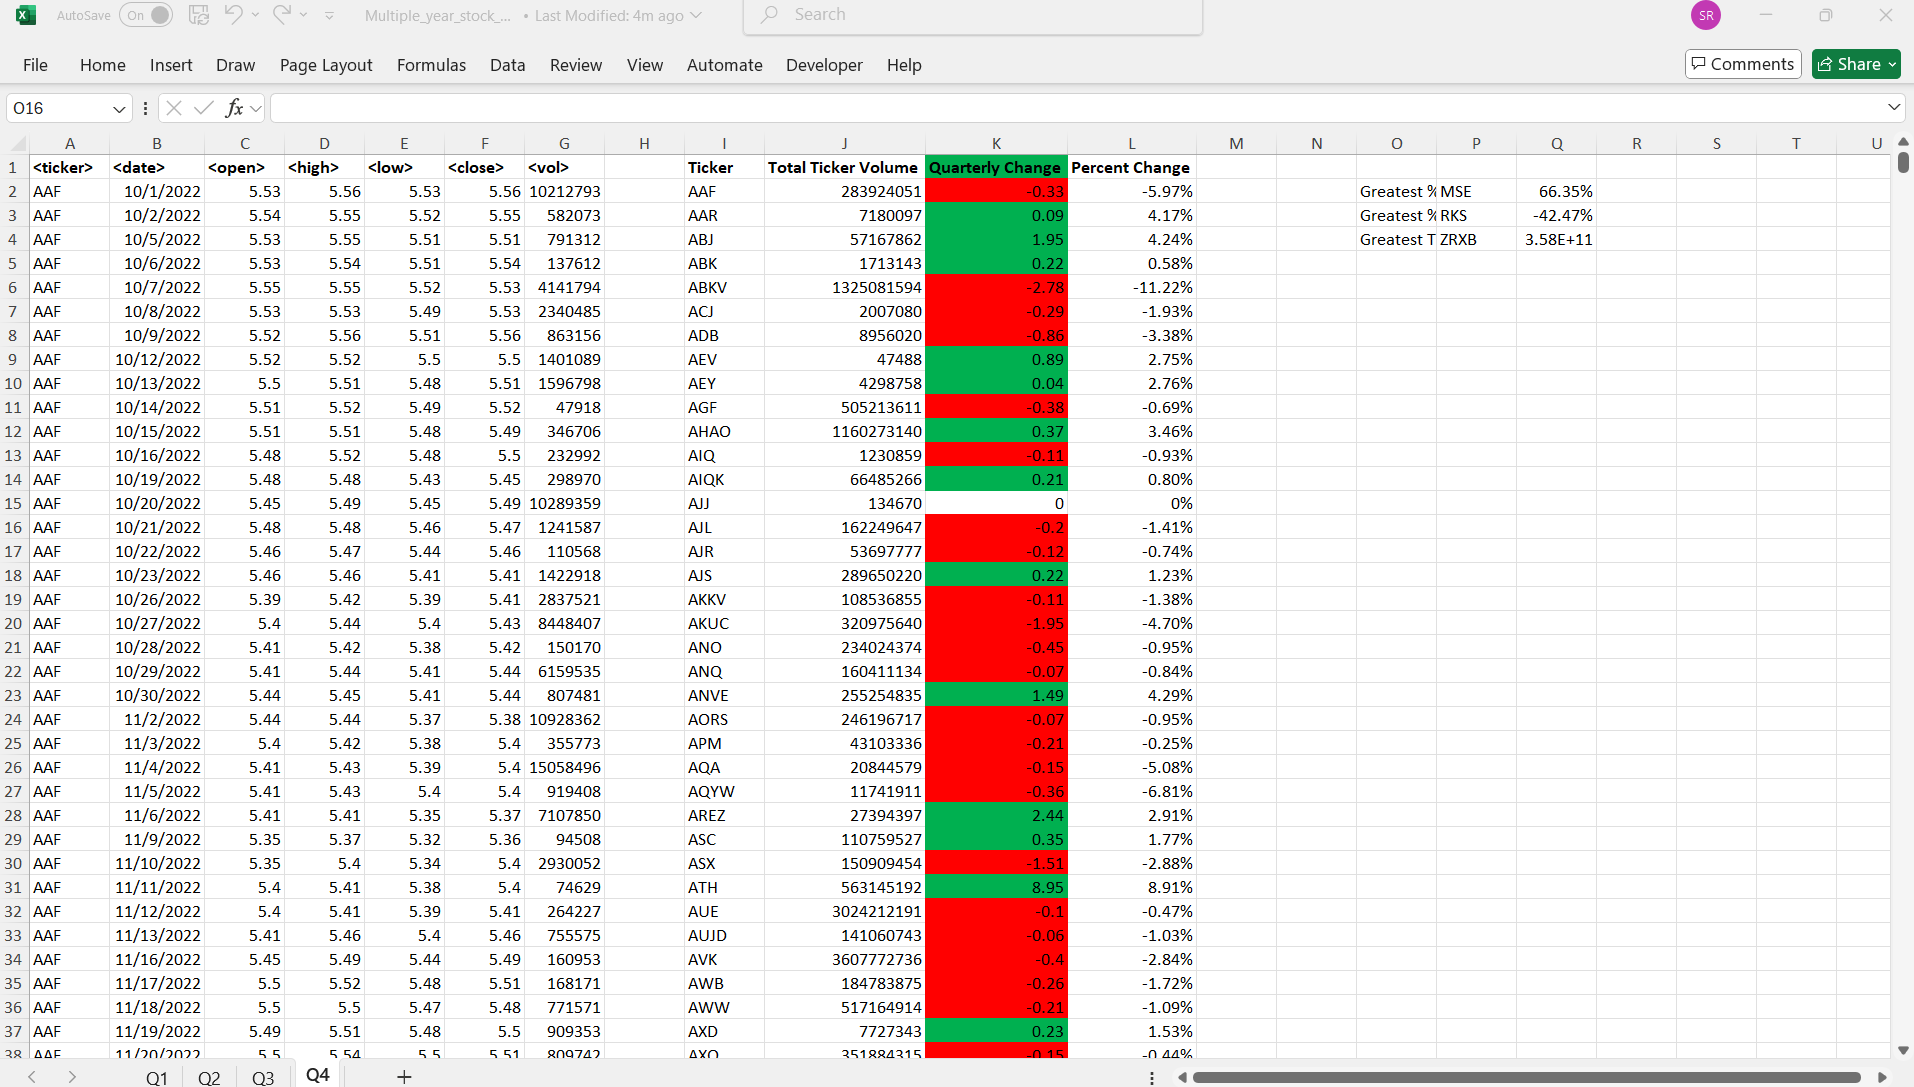 AutoSave On Multiple_year_stock_... • Last Modified: 4m ago Search SR
File Home Insert Draw Page Layout Formulas Data Review View Automate Developer Help Comments Share
O16 fx
A B C D E F G H I J K L M N O P Q R S T U
1 <ticker> <date> <open> <high> <low> <close> <vol> Ticker Total Ticker Volume Quarterly Change Percent Change
2 AAF 10/1/2022 5.53 5.56 5.53 5.56 10212793 AAF 283924051 -0.33 -5.97% Greatest % MSE 66.35%
3 AAF 10/2/2022 5.54 5.55 5.52 5.55 582073 AAR 7180097 0.09 4.17% Greatest % RKS -42.47%
4 AAF 10/5/2022 5.53 5.55 5.51 5.51 791312 ABJ 57167862 1.95 4.24% Greatest T ZRXB 3.58E+11
5 AAF 10/6/2022 5.53 5.54 5.51 5.54 137612 ABK 1713143 0.22 0.58%
6 AAF 10/7/2022 5.55 5.55 5.52 5.53 4141794 ABKV 1325081594 -2.78 -11.22%
7 AAF 10/8/2022 5.53 5.53 5.49 5.53 2340485 ACJ 2007080 -0.29 -1.93%
8 AAF 10/9/2022 5.52 5.56 5.51 5.56 863156 ADB 8956020 -0.86 -3.38%
9 AAF 10/12/2022 5.52 5.52 5.5 5.5 1401089 AEV 47488 0.89 2.75%
10 AAF 10/13/2022 5.5 5.51 5.48 5.51 1596798 AEY 4298758 0.04 2.76%
11 AAF 10/14/2022 5.51 5.52 5.49 5.52 47918 AGF 505213611 -0.38 -0.69%
12 AAF 10/15/2022 5.51 5.51 5.48 5.49 346706 AHAO 1160273140 0.37 3.46%
13 AAF 10/16/2022 5.48 5.52 5.48 5.5 232992 AIQ 1230859 -0.11 -0.93%
14 AAF 10/19/2022 5.48 5.48 5.43 5.45 298970 AIQK 66485266 0.21 0.80%
15 AAF 10/20/2022 5.45 5.49 5.45 5.49 10289359 AJJ 134670 0 0%
16 AAF 10/21/2022 5.48 5.48 5.46 5.47 1241587 AJL 162249647 -0.2 -1.41%
17 AAF 10/22/2022 5.46 5.47 5.44 5.46 110568 AJR 53697777 -0.12 -0.74%
18 AAF 10/23/2022 5.46 5.46 5.41 5.41 1422918 AJS 289650220 0.22 1.23%
19 AAF 10/26/2022 5.39 5.42 5.39 5.41 2837521 AKKV 108536855 -0.11 -1.38%
20 AAF 10/27/2022 5.4 5.44 5.4 5.43 8448407 AKUC 320975640 -1.95 -4.70%
21 AAF 10/28/2022 5.41 5.42 5.38 5.42 150170 ANO 234024374 -0.45 -0.95%
22 AAF 10/29/2022 5.41 5.44 5.41 5.44 6159535 ANQ 160411134 -0.07 -0.84%
23 AAF 10/30/2022 5.44 5.45 5.41 5.44 807481 ANVE 255254835 1.49 4.29%
24 AAF 11/2/2022 5.44 5.44 5.37 5.38 10928362 AORS 246196717 -0.07 -0.95%
25 AAF 11/3/2022 5.4 5.42 5.38 5.4 355773 APM 43103336 -0.21 -0.25%
26 AAF 11/4/2022 5.41 5.43 5.39 5.4 15058496 AQA 20844579 -0.15 -5.08%
27 AAF 11/5/2022 5.41 5.43 5.4 5.4 919408 AQYW 11741911 -0.36 -6.81%
28 AAF 11/6/2022 5.41 5.41 5.35 5.37 7107850 AREZ 27394397 2.44 2.91%
29 AAF 11/9/2022 5.35 5.37 5.32 5.36 94508 ASC 110759527 0.35 1.77%
30 AAF 11/10/2022 5.35 5.4 5.34 5.4 2930052 ASX 150909454 -1.51 -2.88%
31 AAF 11/11/2022 5.4 5.41 5.38 5.4 74629 ATH 563145192 8.95 8.91%
32 AAF 11/12/2022 5.4 5.41 5.39 5.41 264227 AUE 3024212191 -0.1 -0.47%
33 AAF 11/13/2022 5.41 5.46 5.4 5.46 755575 AUJD 141060743 -0.06 -1.03%
34 AAF 11/16/2022 5.45 5.49 5.44 5.49 160953 AVK 3607772736 -0.4 -2.84%
35 AAF 11/17/2022 5.5 5.52 5.48 5.51 168171 AWB 184783875 -0.26 -1.72%
36 AAF 11/18/2022 5.5 5.5 5.47 5.48 771571 AWW 517164914 -0.21 -1.09%
37 AAF 11/19/2022 5.49 5.51 5.48 5.5 909353 AXD 7727343 0.23 1.53%
38 AAF 11/20/2022 5.5 5.54 5.5 5.51 809742 AXO 351884315 -0.15 -0.44%
Q1 Q2 Q3 Q4